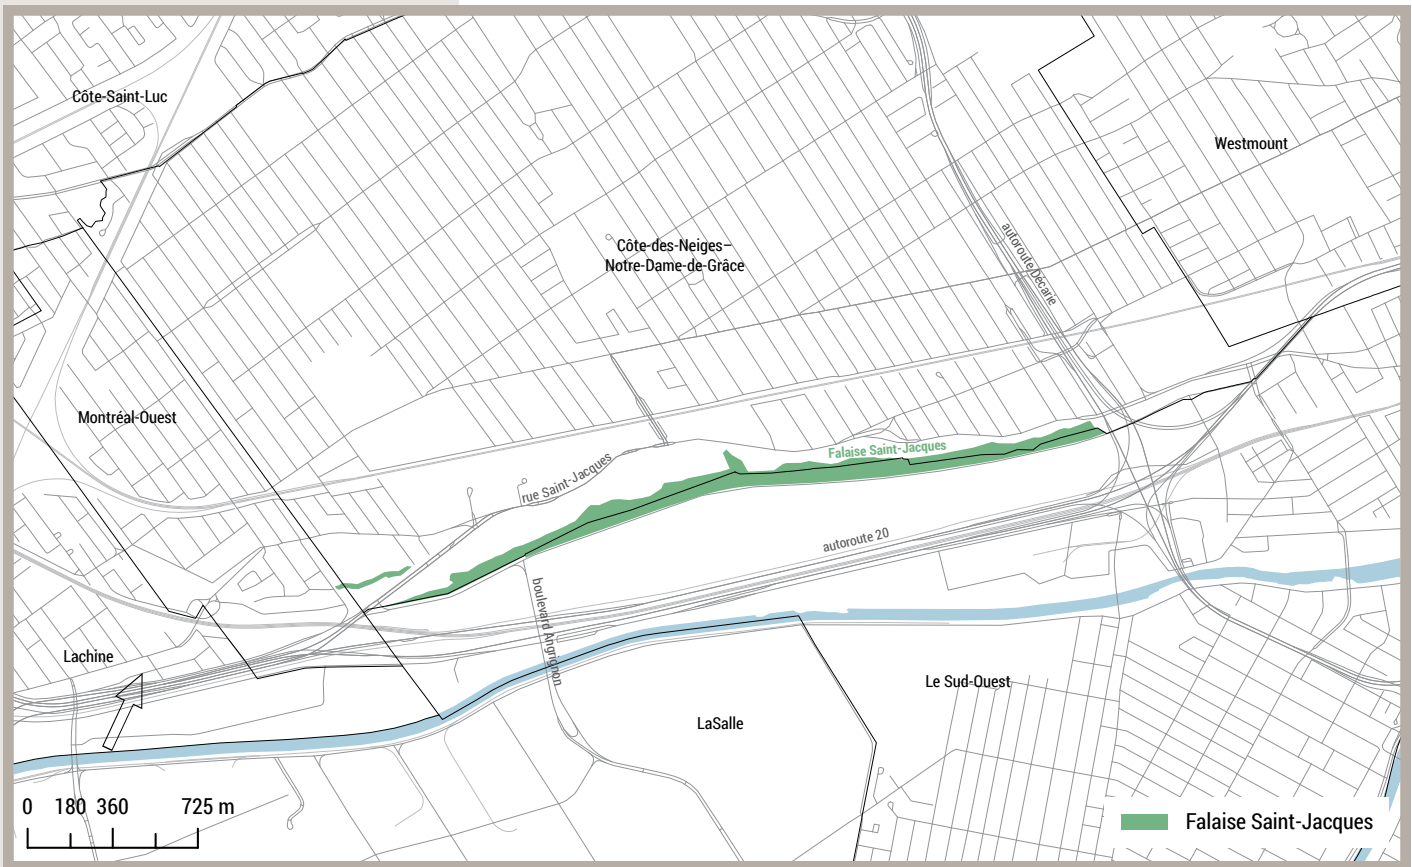 Côte-Saint-Luc
Westmount
Côte-des-Neiges–
Notre-Dame-de-Grâce
autoroute Décarie
Montréal-Ouest
Falaise Saint-Jacques
rue Saint-Jacques
autoroute 20
boulevard Angrignon
Lachine
Le Sud-Ouest
LaSalle
0 180 360 725 m
Falaise Saint-Jacques